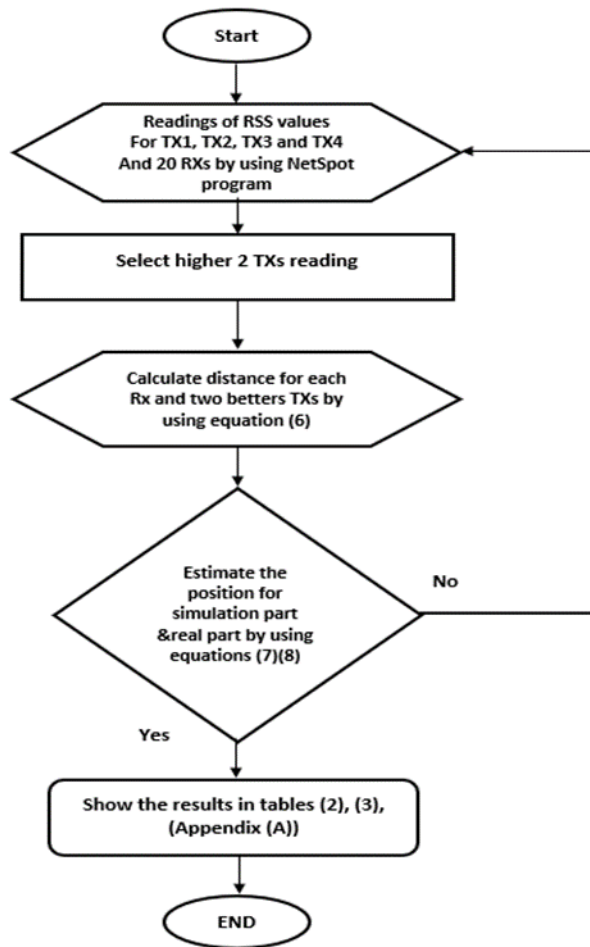 Start
Readings of RSS values
For TX1, TX2, TX3 and TX4
And 20 RXs by using NetSpot
program
Select higher 2 TXs reading
Calculate distance for each
Rx and two betters TXs by
using equation (6)
Estimate the
position for
simulation part
&real part by using
equations (7)(8)
No
Yes
Show the results in tables (2), (3),
(Appendix (A))
END